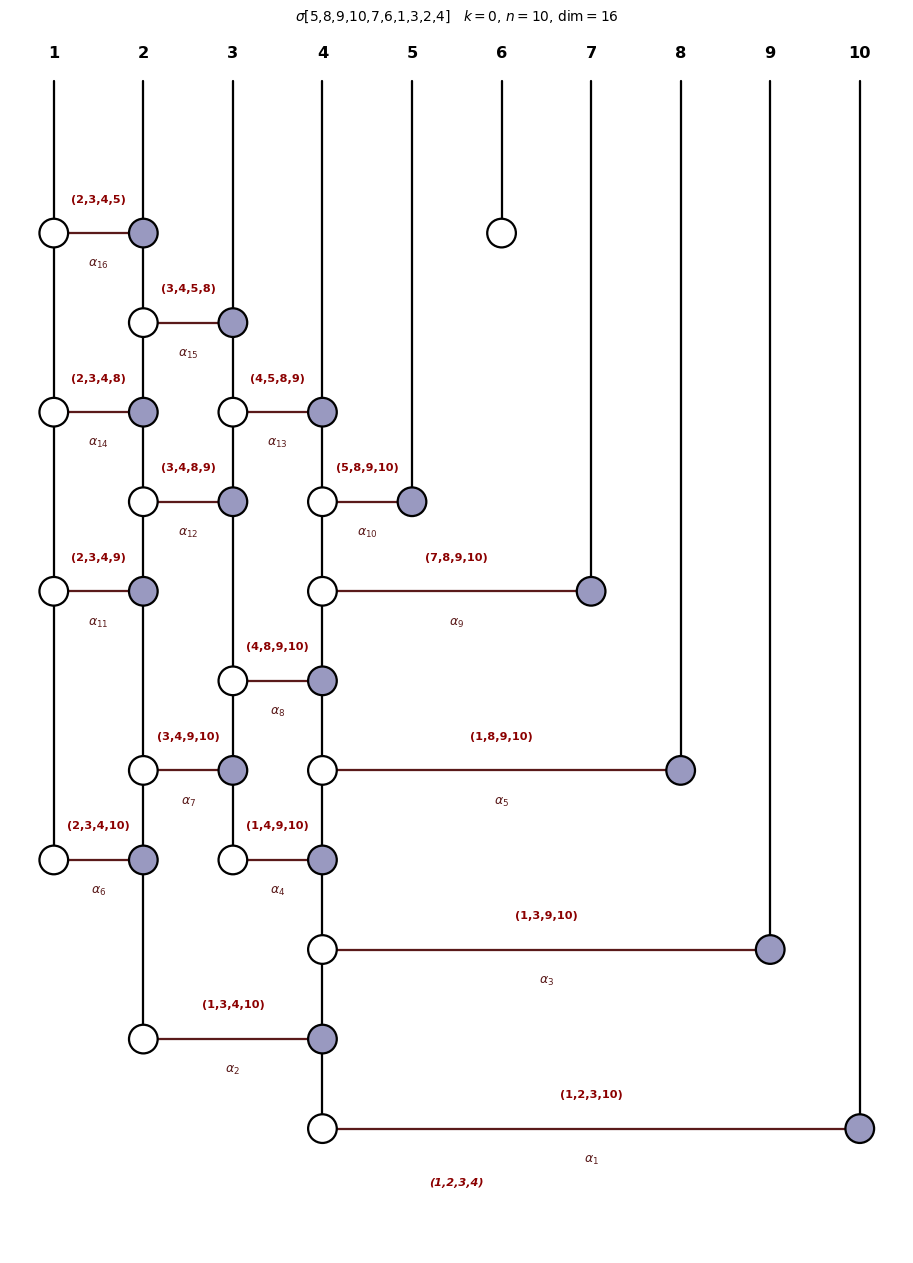 σ[5,8,9,10,7,6,1,3,2,4] k=0, n=10, dim=16
1 2 3 4 5 6 7 8 9 10
(2,3,4,5)
α₁₆
(3,4,5,8)
α₁₅
(2,3,4,8) (4,5,8,9)
α₁₄ α₁₃
(3,4,8,9) (5,8,9,10)
α₁₂ α₁₀
(2,3,4,9) (7,8,9,10)
α₁₁ α₉
(4,8,9,10)
α₈
(3,4,9,10) (1,8,9,10)
α₇ α₅
(2,3,4,10) (1,4,9,10)
α₆ α₄
(1,3,9,10)
α₃
(1,3,4,10)
α₂
(1,2,3,10)
α₁
(1,2,3,4)